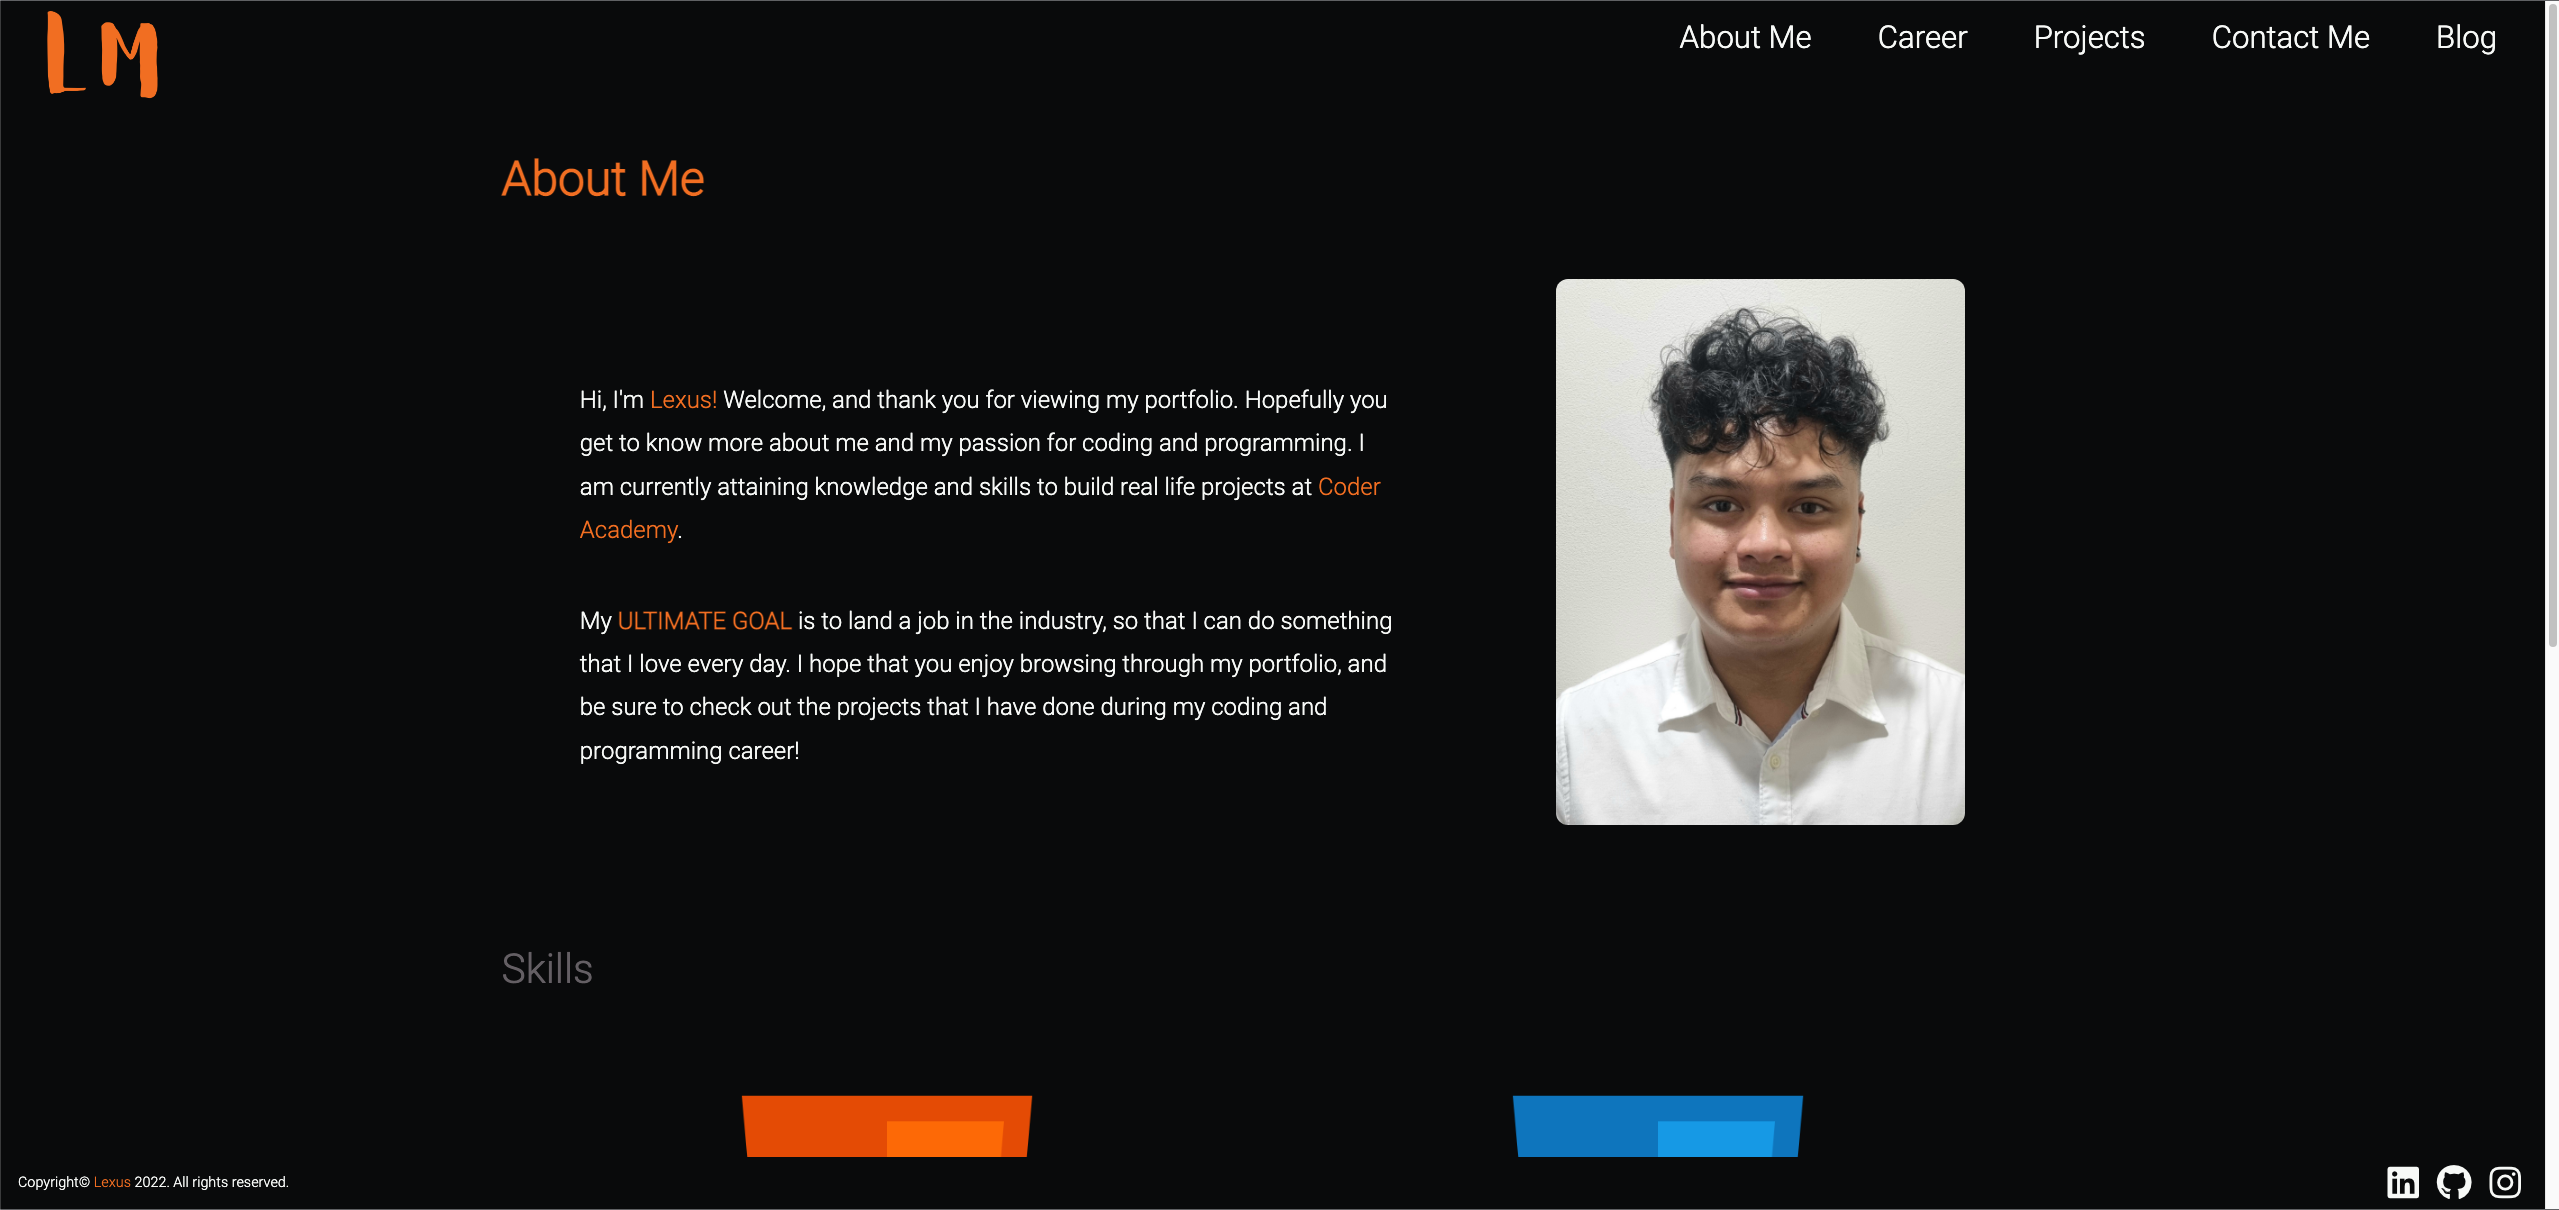 LM
About Me Career Projects Contact Me Blog
About Me
Hi, I'm Lexus! Welcome, and thank you for viewing my portfolio. Hopefully you
get to know more about me and my passion for coding and programming. I
am currently attaining knowledge and skills to build real life projects at Coder
Academy.
My ULTIMATE GOAL is to land a job in the industry, so that I can do something
that I love every day. I hope that you enjoy browsing through my portfolio, and
be sure to check out the projects that I have done during my coding and
programming career!
Skills
Copyright© Lexus 2022. All rights reserved.
in